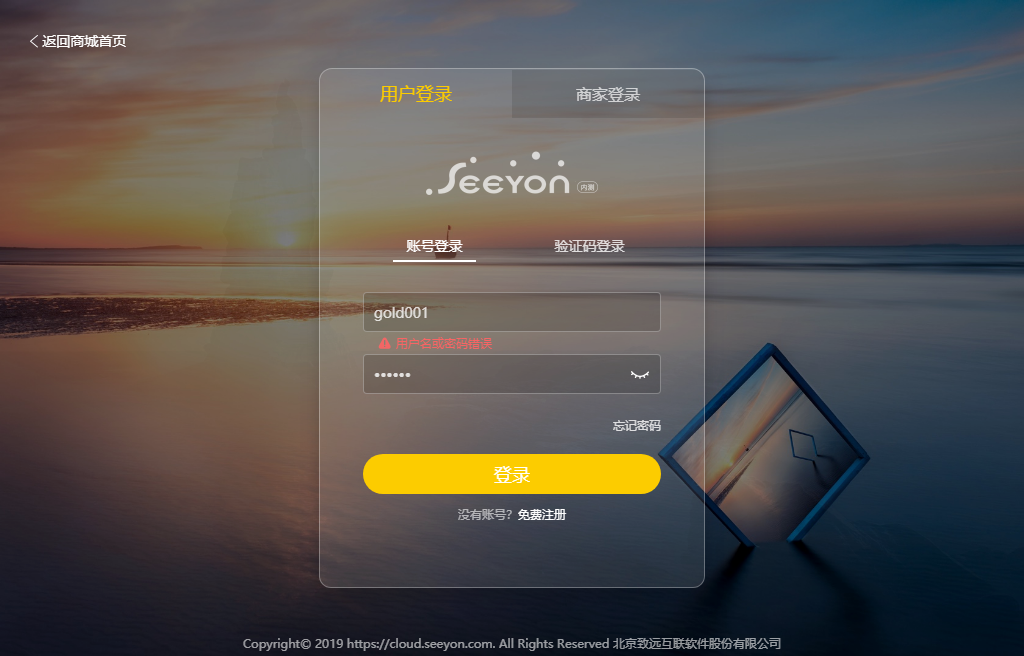 返回商城首页
用户登录
商家登录
Seeyon 内测
账号登录
验证码登录
gold001
用户名或密码错误
••••••
忘记密码
登录
没有账号? 免费注册
Copyright© 2019 https://cloud.seeyon.com. All Rights Reserved 北京致远互联软件股份有限公司